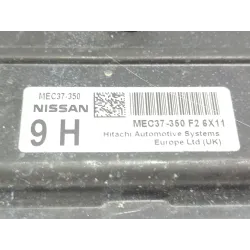 MEC37-350
NISSAN
9 H
MEC37-350 F2 6X11
Hitachi Automotive Systems
Europe Ltd (UK)